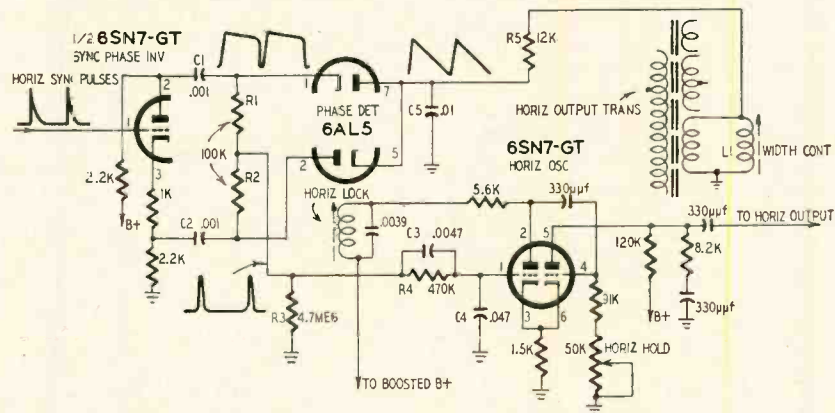 1/2 6SN7-GT
SYNC PHASE INV
HORIZ SYNC PULSES
C1
.001
2
1
3
2.2K
B+
1K
2.2K
C2 .001
R1
100K
R2
1
7
PHASE DET
6AL5
2
5
C5 .01
R5
12K
HORIZ OUTPUT TRANS
L1
WIDTH CONT
HORIZ LOCK
.0039
5.6K
6SN7-GT
HORIZ OSC
330μμf
2
5
1
4
3
6
C3 .0047
R4
470K
C4
.047
R3
4.7MEG
TO BOOSTED B+
1.5K
91K
50K
HORIZ HOLD
120K
B+
8.2K
330μμf
330μμf
TO HORIZ OUTPUT